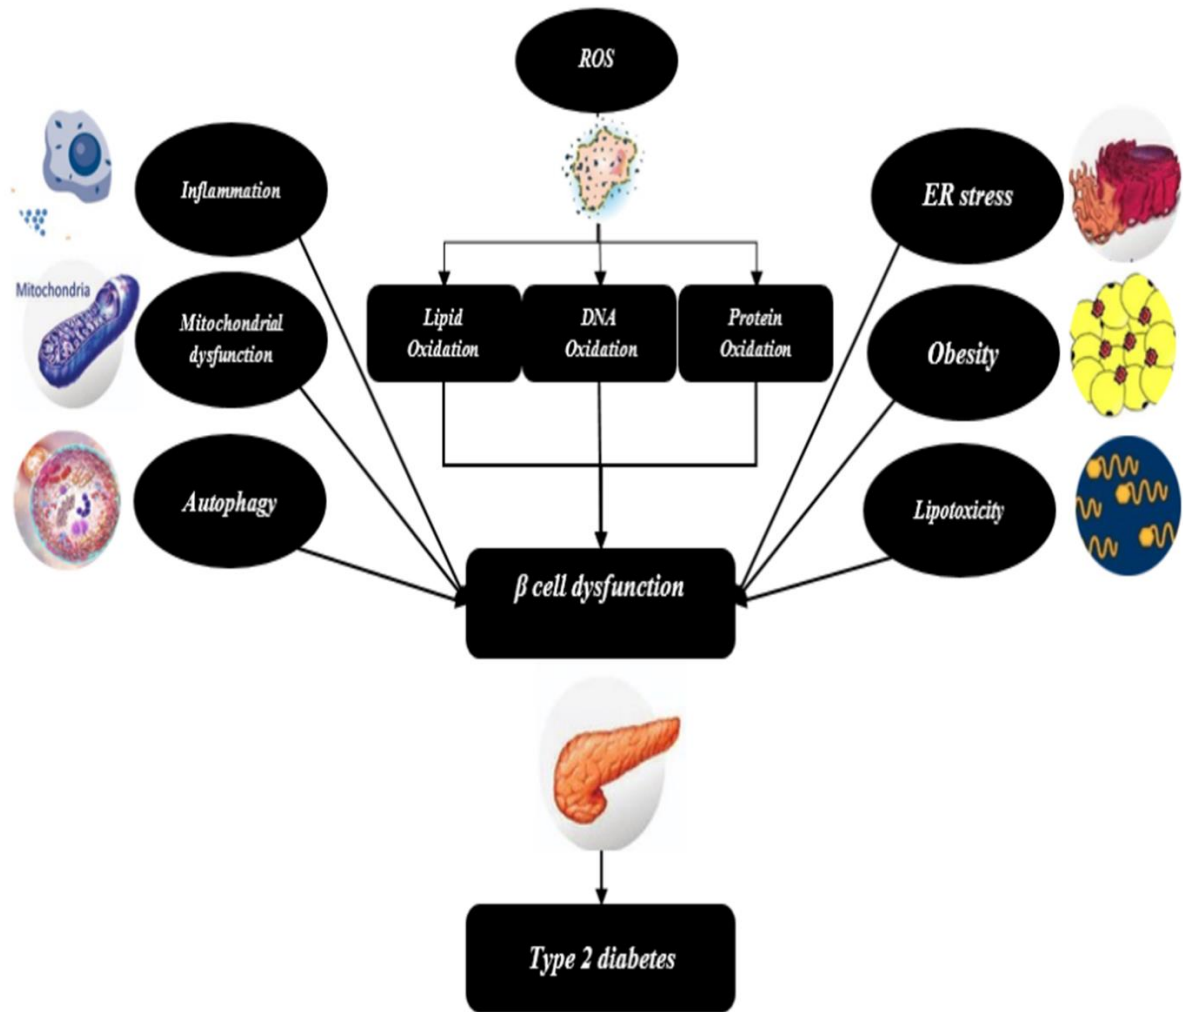 ROS
Inflammation
ER stress
Mitochondria
Mitochondrial
dysfunction
Lipid
Oxidation
DNA
Oxidation
Protein
Oxidation
Obesity
Autophagy
Lipotoxicity
β cell dysfunction
Type 2 diabetes